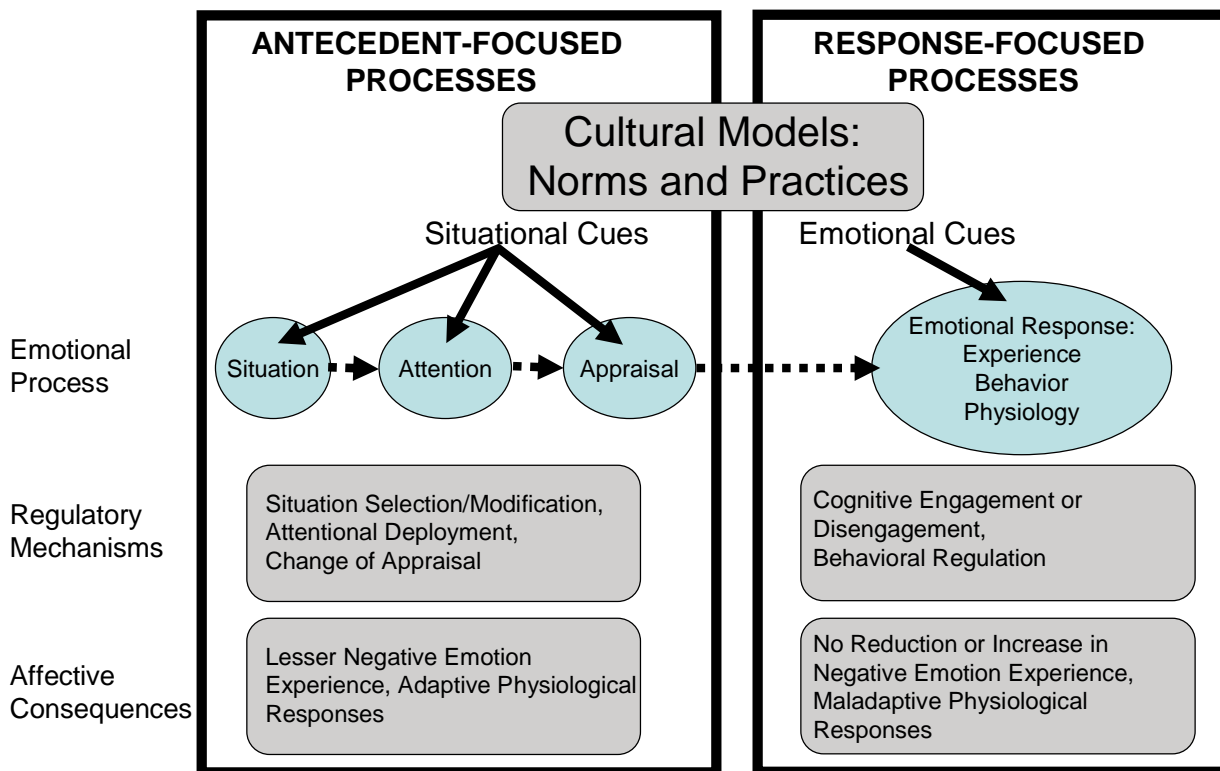 ANTECEDENT-FOCUSED
PROCESSES
RESPONSE-FOCUSED
PROCESSES
Cultural Models:
Norms and Practices
Situational Cues
Emotional Cues
Emotional
Process
Situation
Attention
Appraisal
Emotional Response:
Experience
Behavior
Physiology
Regulatory
Mechanisms
Situation Selection/Modification,
Attentional Deployment,
Change of Appraisal
Cognitive Engagement or
Disengagement,
Behavioral Regulation
Affective
Consequences
Lesser Negative Emotion
Experience, Adaptive Physiological
Responses
No Reduction or Increase in
Negative Emotion Experience,
Maladaptive Physiological
Responses